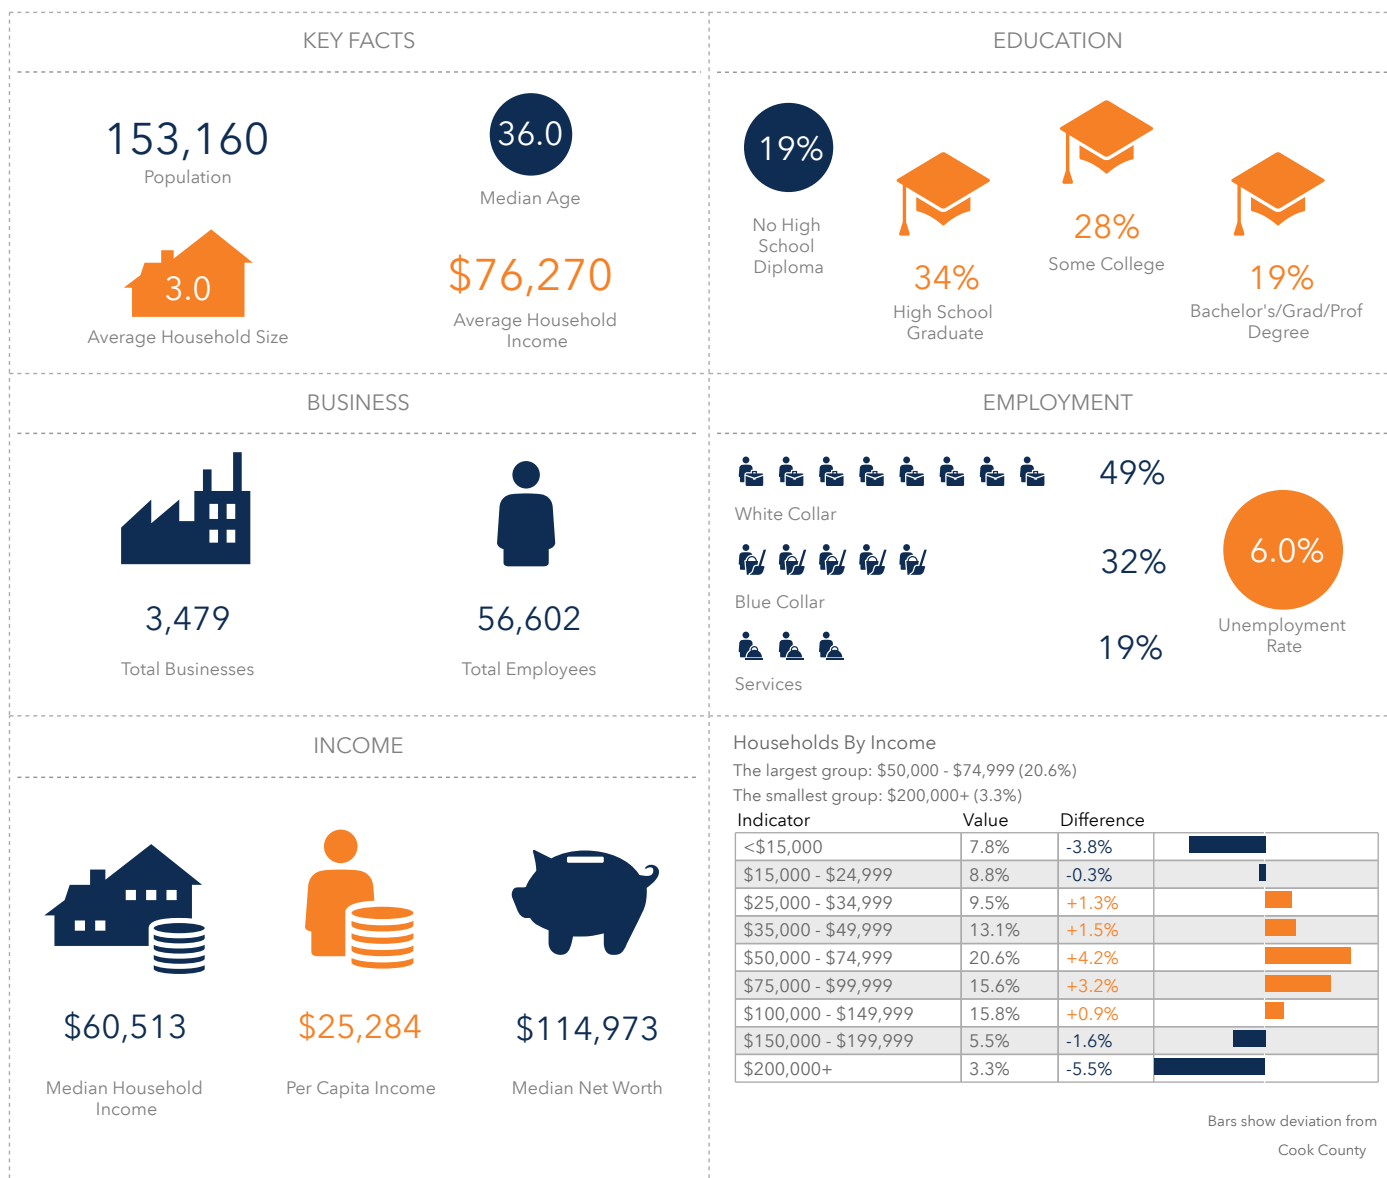 KEY FACTS
153,160
Population
36.0
Median Age
3.0
Average Household Size
$76,270
Average Household
Income
EDUCATION
19%
No High
School
Diploma
34%
High School
Graduate
28%
Some College
19%
Bachelor's/Grad/Prof
Degree
BUSINESS
3,479
Total Businesses
56,602
Total Employees
EMPLOYMENT
49%
White Collar
32%
Blue Collar
19%
Services
6.0%
Unemployment
Rate
INCOME
$60,513
Median Household
Income
$25,284
Per Capita Income
$114,973
Median Net Worth
Households By Income
The largest group: $50,000 - $74,999 (20.6%)
The smallest group: $200,000+ (3.3%)
Indicator Value Difference
<$15,000 7.8% -3.8%
$15,000 - $24,999 8.8% -0.3%
$25,000 - $34,999 9.5% +1.3%
$35,000 - $49,999 13.1% +1.5%
$50,000 - $74,999 20.6% +4.2%
$75,000 - $99,999 15.6% +3.2%
$100,000 - $149,999 15.8% +0.9%
$150,000 - $199,999 5.5% -1.6%
$200,000+ 3.3% -5.5%
Bars show deviation from
Cook County